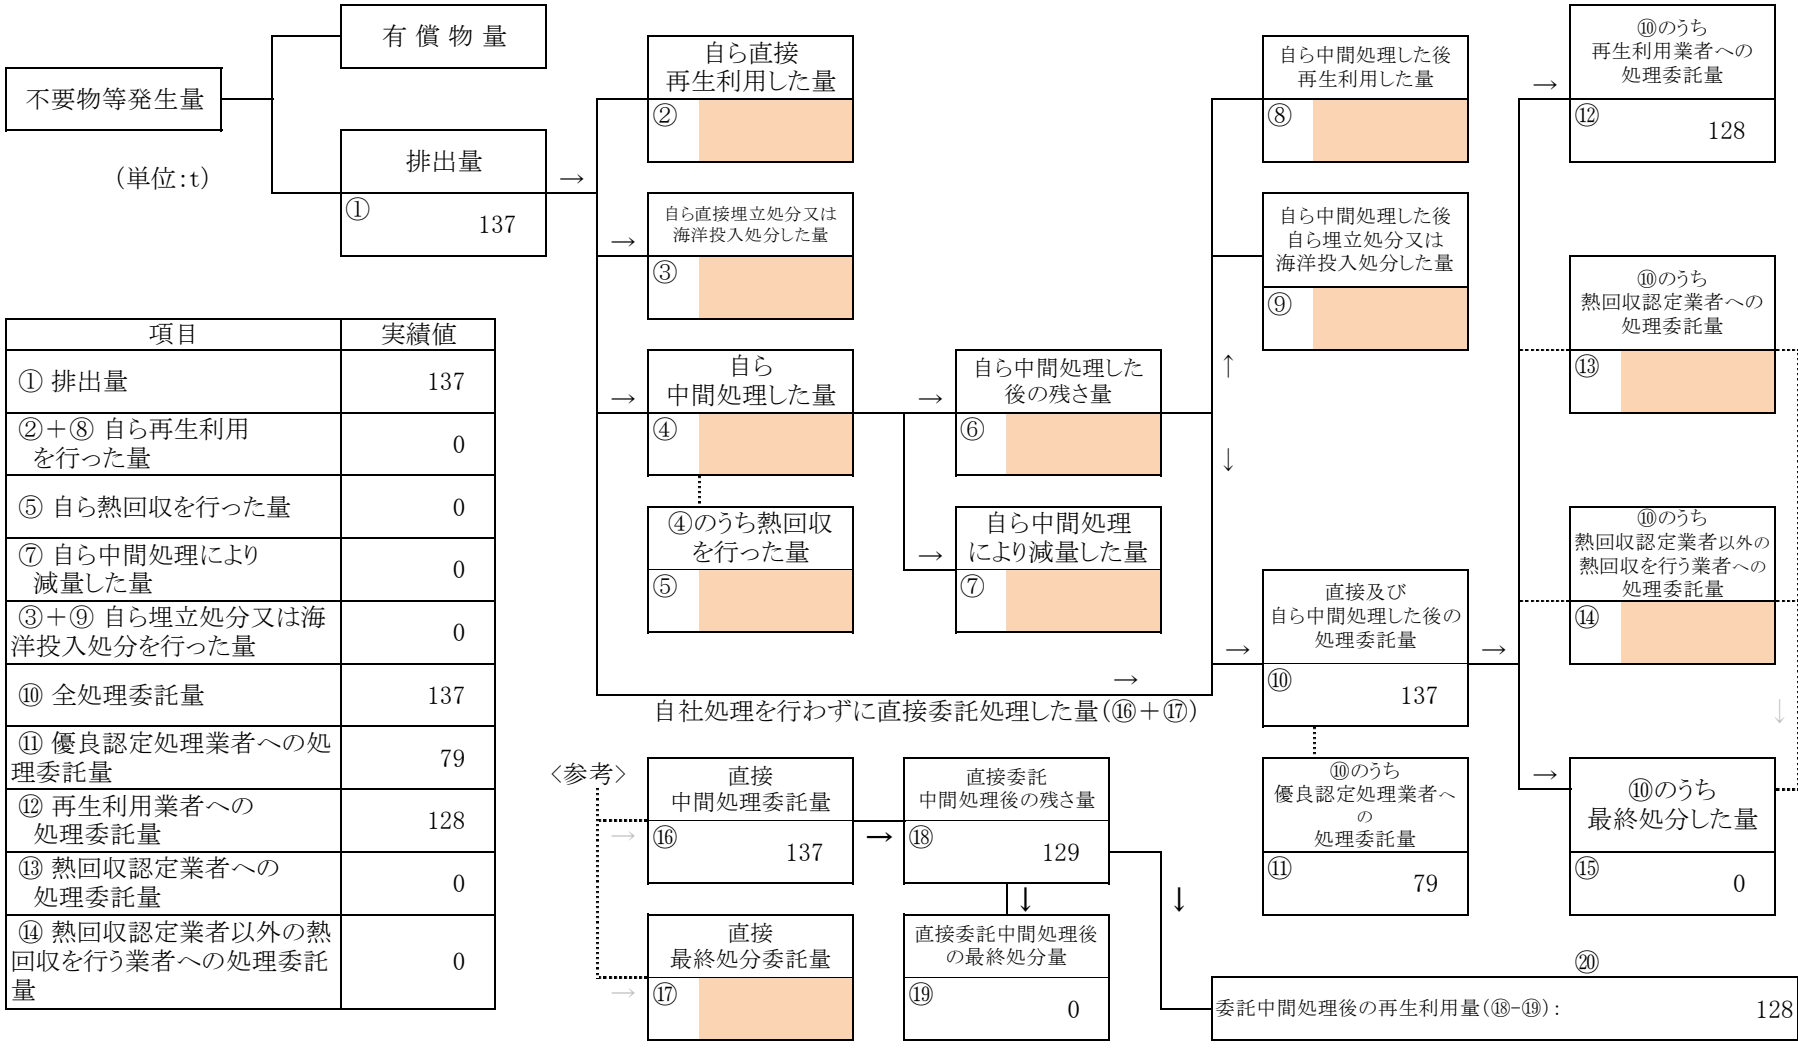 有償物量
不要物等発生量
(単位:t)
排出量
①
137
→
自ら直接
再生利用した量
②
→
自ら直接埋立処分又は
海洋投入処分した量
③
→
自ら
中間処理した量
④
④のうち熱回収
を行った量
⑤
→
自ら中間処理した
後の残さ量
⑥
→
自ら中間処理
により減量した量
⑦
↑
↓
自ら中間処理した後
再生利用した量
⑧
自ら中間処理した後
自ら埋立処分又は
海洋投入処分した量
⑨
→
自社処理を行わずに直接委託処理した量(⑯+⑰)
→
直接及び
自ら中間処理した後の
処理委託量
⑩
137
→
⑩のうち
優良認定処理業者へ
の
処理委託量
⑪
79
→
⑩のうち
再生利用業者への
処理委託量
⑫
128
⑩のうち
熱回収認定業者への
処理委託量
⑬
⑩のうち
熱回収認定業者以外の
熱回収を行う業者への
処理委託量
⑭
↓
→
⑩のうち
最終処分した量
⑮
0
項目 実績値
① 排出量 137
②+⑧ 自ら再生利用
を行った量 0
⑤ 自ら熱回収を行った量 0
⑦ 自ら中間処理により
減量した量 0
③+⑨ 自ら埋立処分又は海
洋投入処分を行った量 0
⑩ 全処理委託量 137
⑪ 優良認定処理業者への処
理委託量 79
⑫ 再生利用業者への
処理委託量 128
⑬ 熱回収認定業者への
処理委託量 0
⑭ 熱回収認定業者以外の熱
回収を行う業者への処理委託
量 0
<参考>
→
直接
中間処理委託量
⑯
137
→
直接委託
中間処理後の残さ量
⑱
129
↓
↓
→
直接
最終処分委託量
⑰
直接委託中間処理後
の最終処分量
⑲
0
⑳
委託中間処理後の再生利用量(⑱-⑲): 128